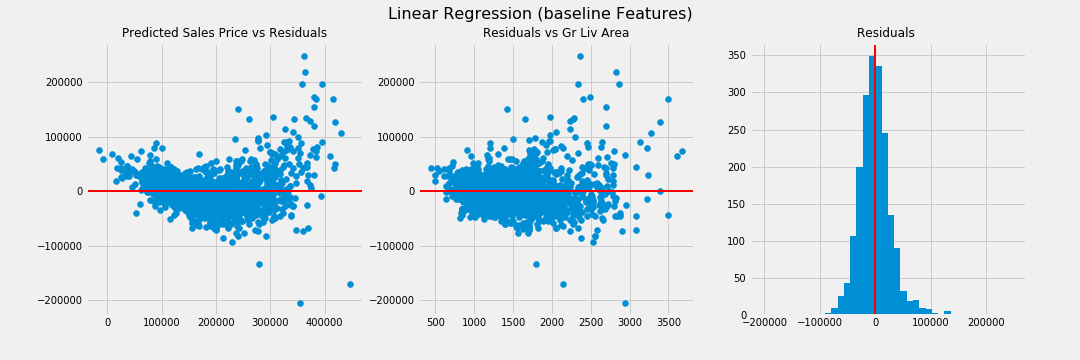 Linear Regression (baseline Features)
Predicted Sales Price vs Residuals
200000
100000
0
−100000
−200000
0 100000 200000 300000 400000
Residuals vs Gr Liv Area
200000
100000
0
−100000
−200000
500 1000 1500 2000 2500 3000 3500
Residuals
350
300
250
200
150
100
50
0
−200000 −100000 0 100000 200000